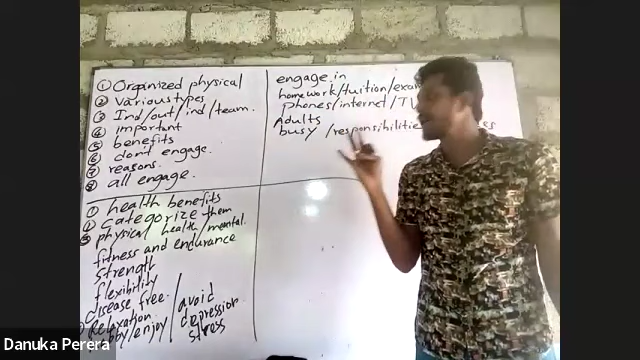 ① Organized physical
② various types
③ Ind/out/ind/team.
④ important
⑤ benefits
⑥ don't engage.
⑦ reasons.
⑧ all engage.
① health benefits
② categorize them
③ physical health/mental.
fitness and endurance
strength
flexibility
disease free.
Relaxation
/enjoy
avoid
depression
stress
engage in
homework/tuition/exam
phones/internet/TV
Adults
busy /responsibilitie
Danuka Perera